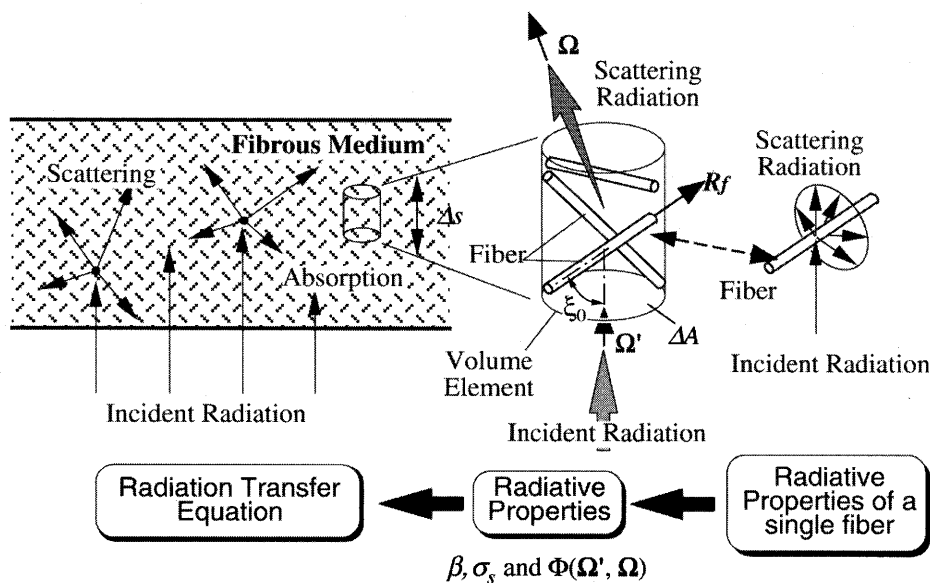 Ω
Scattering
Radiation
Fibrous Medium
Scattering
Δs
Absorption
Incident Radiation
Fiber
R_f
ξ₀
Ω'
ΔA
Volume
Element
Incident Radiation
Scattering
Radiation
Fiber
Incident Radiation
Radiation Transfer
Equation
Radiative
Properties
Radiative
Properties of a
single fiber
β, σₛ and Φ(Ω', Ω)